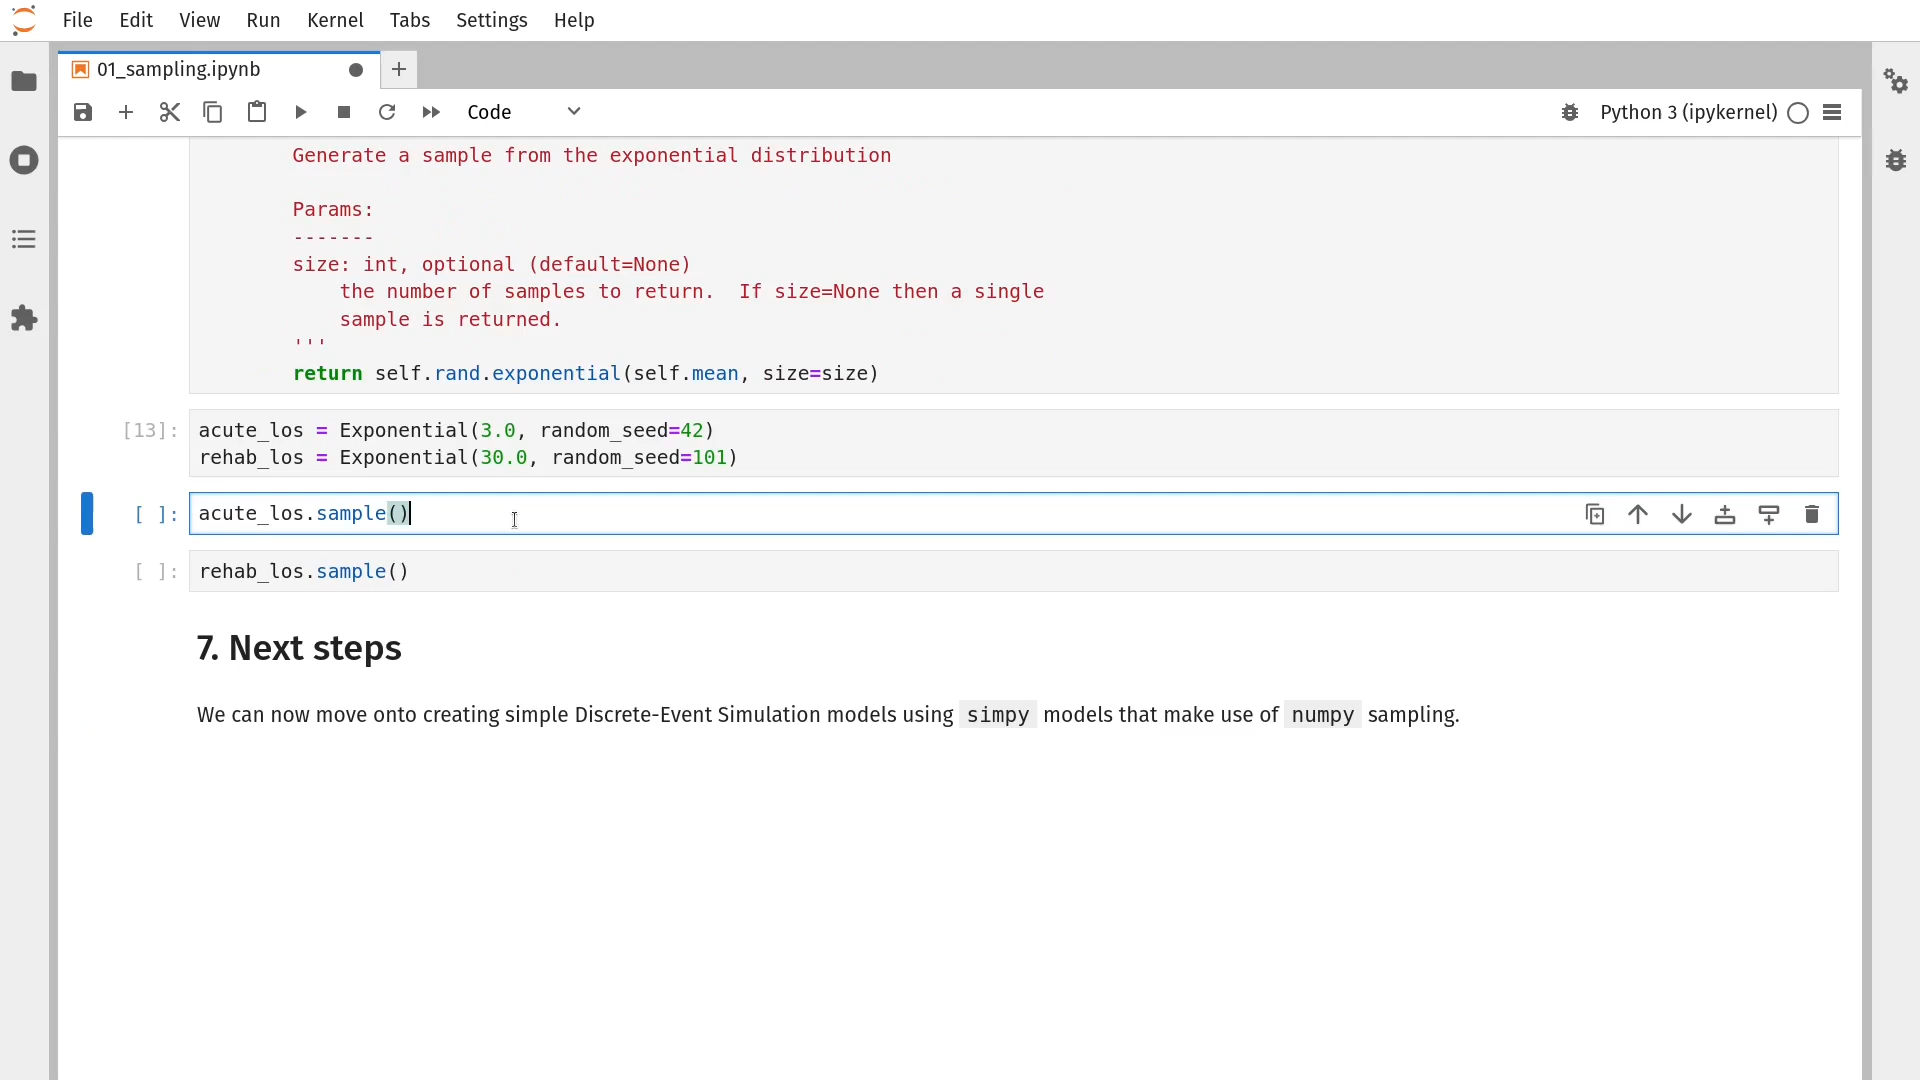 File Edit View Run Kernel Tabs Settings Help
01_sampling.ipynb
Code
Python 3 (ipykernel)
Generate a sample from the exponential distribution
Params:
-------
size: int, optional (default=None)
the number of samples to return.  If size=None then a single
sample is returned.
'''
return self.rand.exponential(self.mean, size=size)
[13]: acute_los = Exponential(3.0, random_seed=42)
rehab_los = Exponential(30.0, random_seed=101)
[ ]: acute_los.sample()
[ ]: rehab_los.sample()
7. Next steps
We can now move onto creating simple Discrete-Event Simulation models using simpy models that make use of numpy sampling.